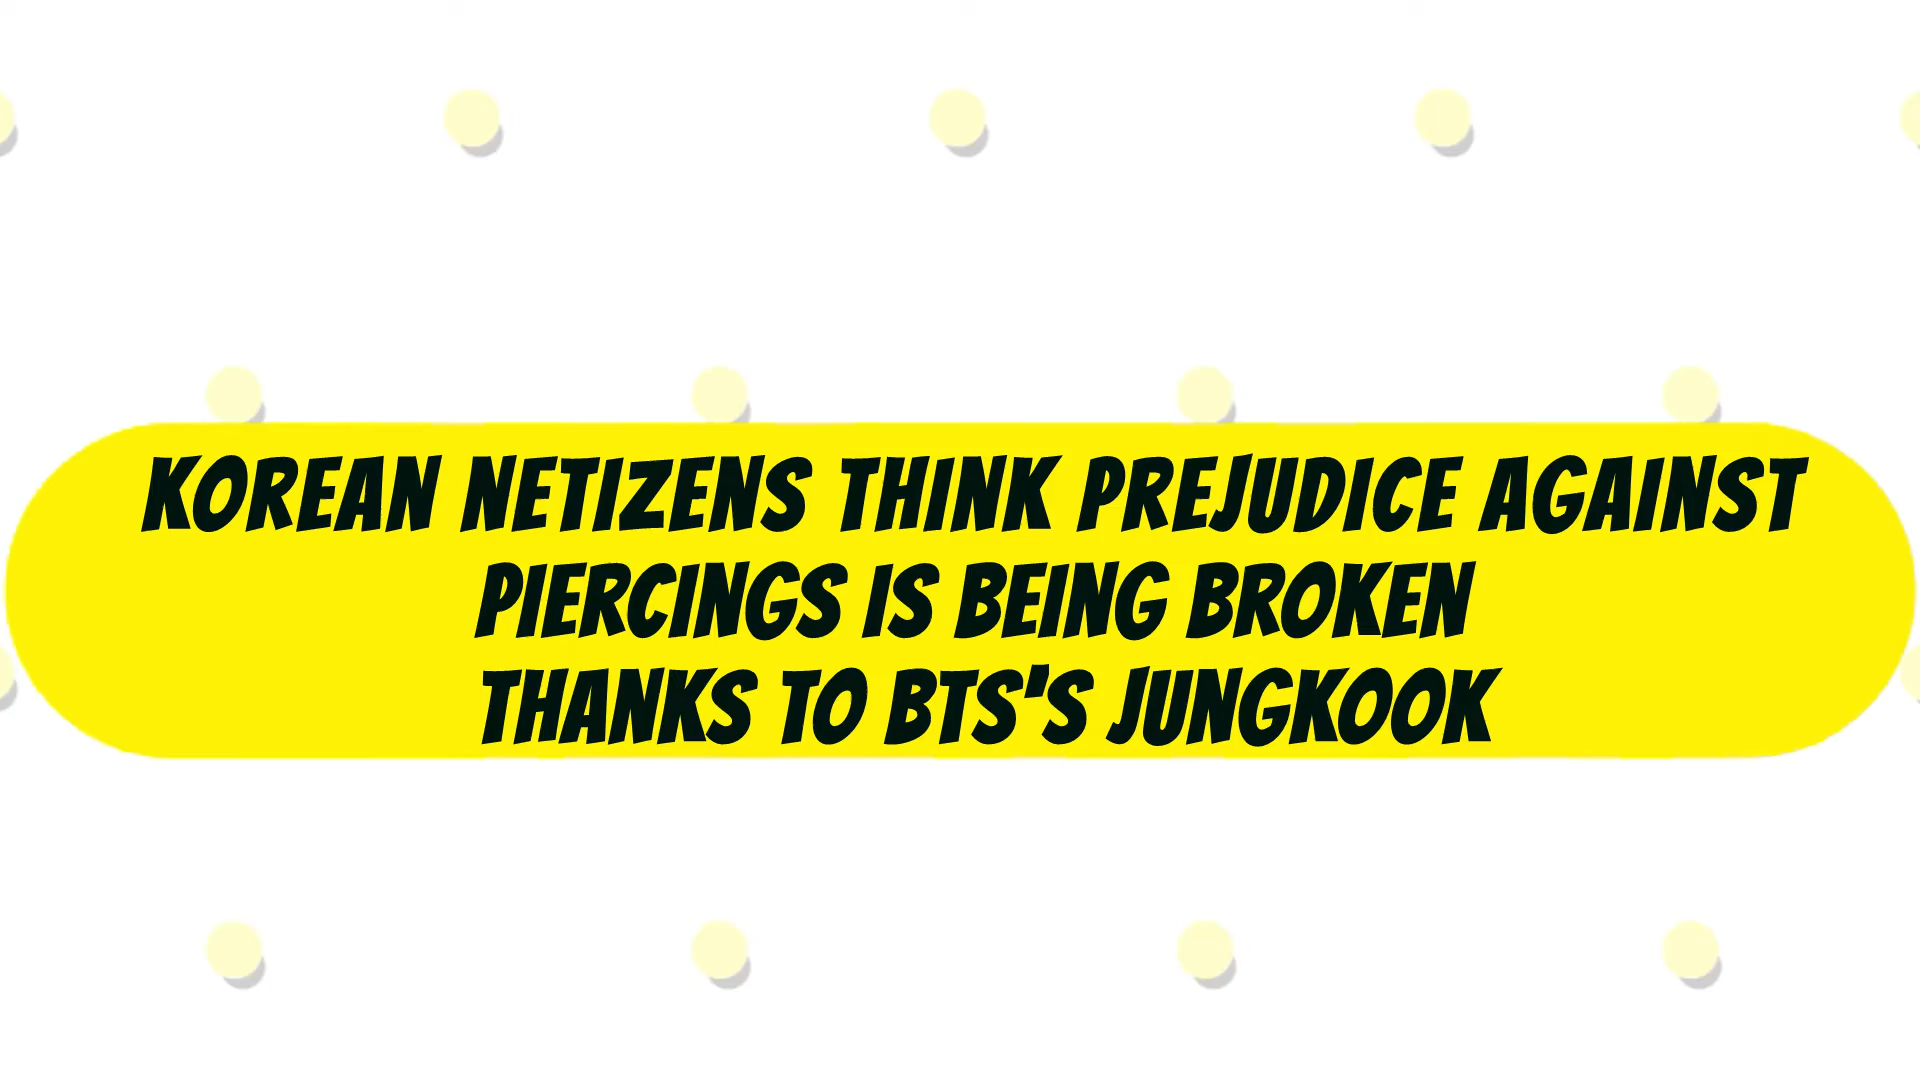 KOREAN NETIZENS THINK PREJUDICE AGAINST
PIERCINGS IS BEING BROKEN
THANKS TO BTS'S JUNGKOOK